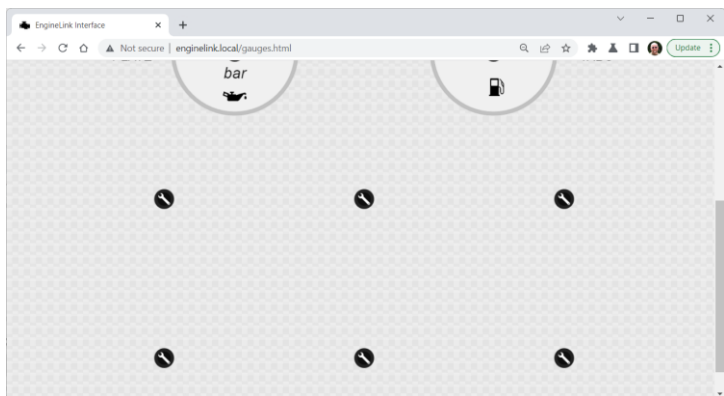 EngineLink Interface
Not secure | enginelink.local/gauges.html
Update
bar